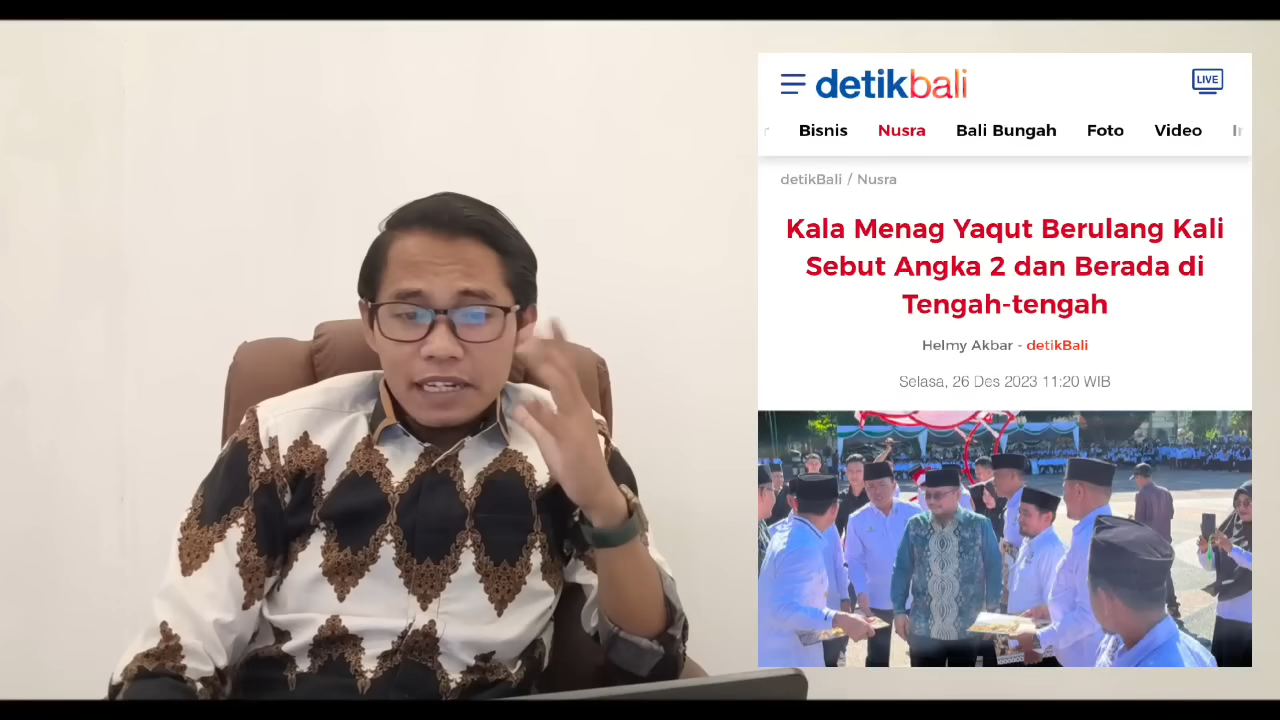 detikbali
LIVE
Bisnis Nusra Bali Bungah Foto Video
detikBali / Nusra
Kala Menag Yaqut Berulang Kali
Sebut Angka 2 dan Berada di
Tengah-tengah
Helmy Akbar - detikBali
Selasa, 26 Des 2023 11:20 WIB